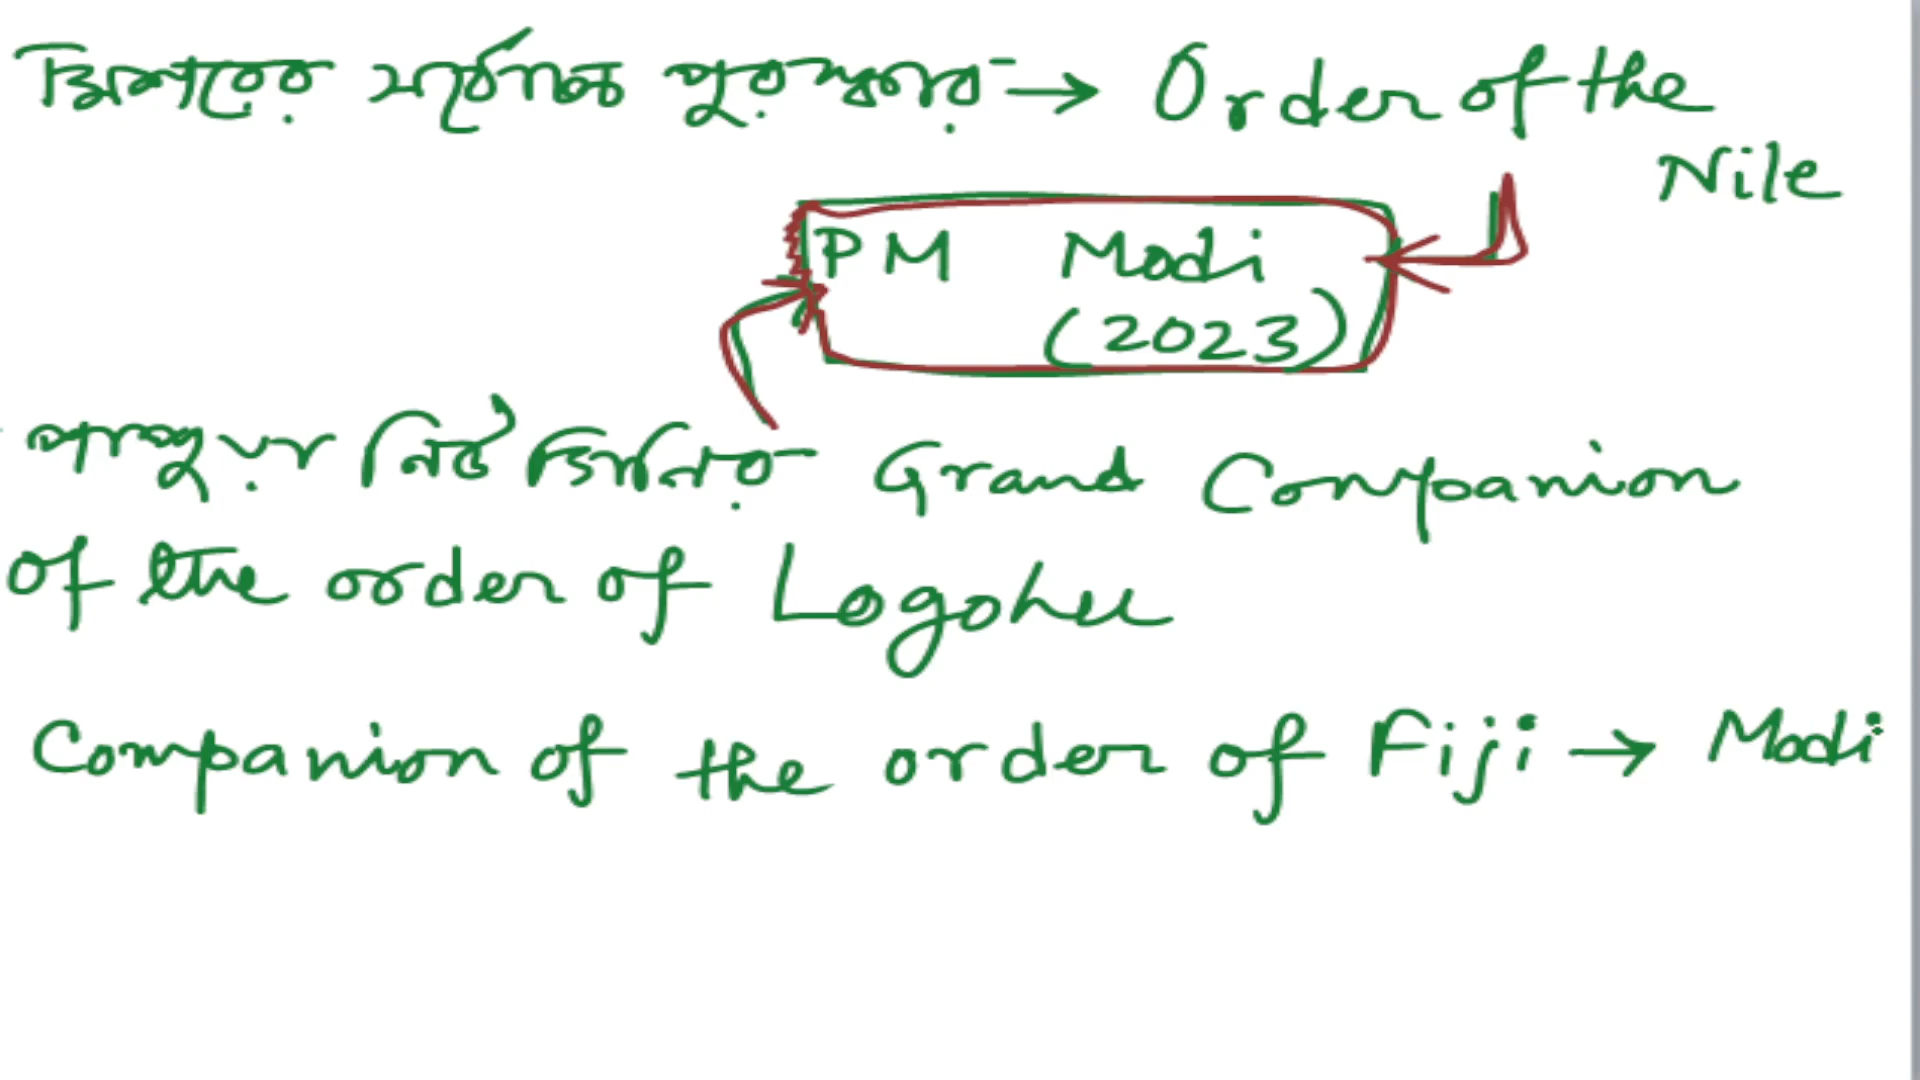 মিশরের সর্বোচ্চ পুরস্কার → Order of the
Nile
PM Modi
(2023)
পাপুয়া নিউ গিনির Grand Companion
of the order of Logohu
Companion of the order of Fiji → Modi